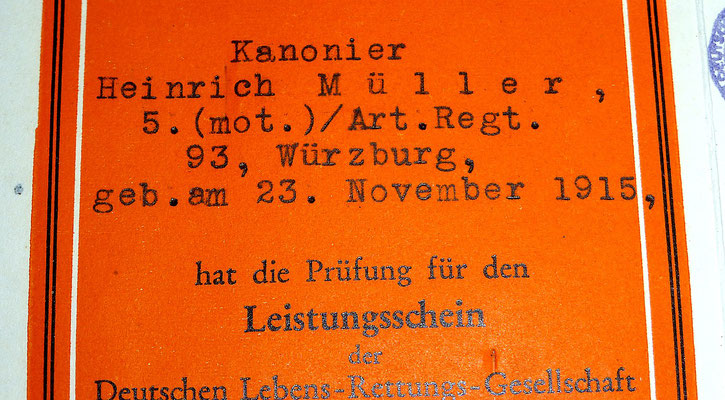 Kanonier
Heinrich Müller,
5.(mot.)/Art.Regt.
93, Würzburg,
geb.am 23. November 1915,
hat die Prüfung für den
Leistungsschein
der
Deutschen Lebens-Rettungs-Gesellschaft